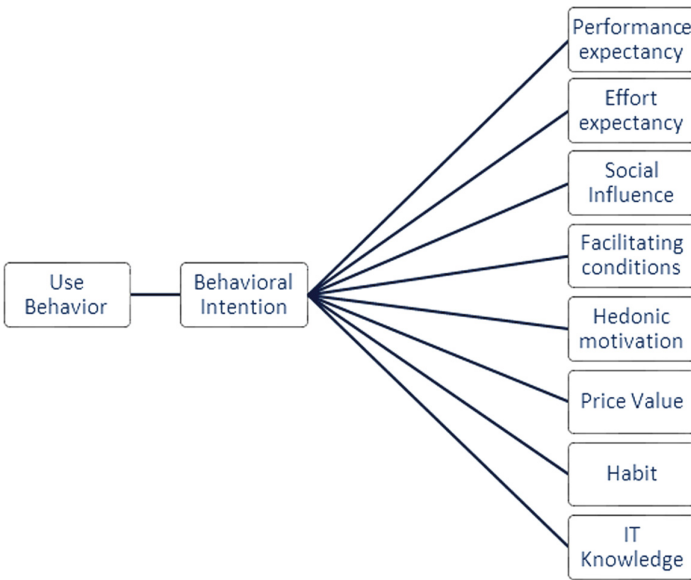 Performance
expectancy
Effort
expectancy
Social
Influence
Facilitating
conditions
Use
Behavior
Behavioral
Intention
Hedonic
motivation
Price Value
Habit
IT
Knowledge